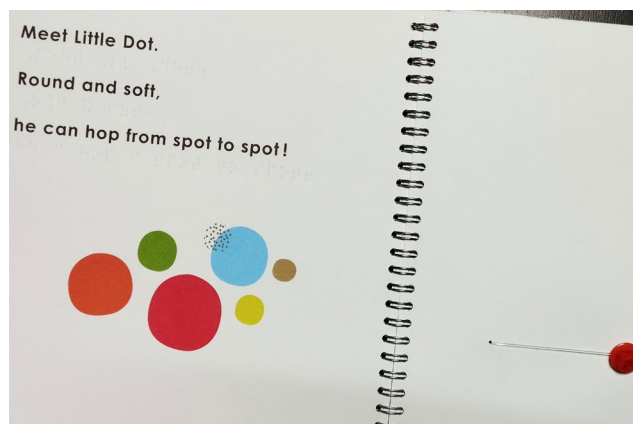 Meet Little Dot.
Round and soft,
he can hop from spot to spot!